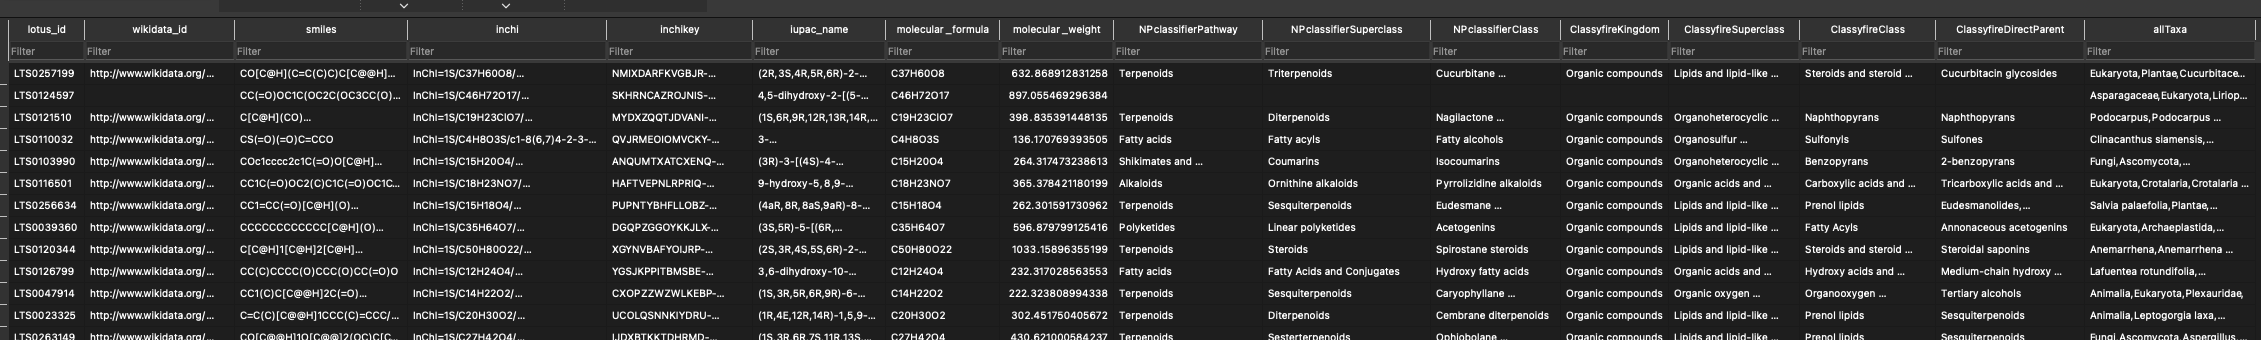 lotus_id wikidata_id smiles inchi inchikey iupac_name molecular_formula molecular_weight NPclassifierPathway NPclassifierSuperclass NPclassifierClass ClassyfireKingdom ClassyfireSuperclass ClassyfireClass ClassyfireDirectParent allTaxa
Filter Filter Filter Filter Filter Filter Filter Filter Filter Filter Filter Filter Filter Filter Filter Filter
LTS0257199 http://www.wikidata.org/... CO[C@H](C=C(C)C)C[C@@H]... InChI=1S/C37H60O8/... NMIXDARFKVGBJR-... (2R,3S,4R,5R,6R)-2-... C37H60O8 632.868912831258 Terpenoids Triterpenoids Cucurbitane ... Organic compounds Lipids and lipid-like ... Steroids and steroid ... Cucurbitacin glycosides Eukaryota,Plantae,Cucurbitace...
LTS0124597 CC(=O)OC1C(OC2C(OC3CC(O)... InChI=1S/C46H72O17/... SKHRNCAZROJNIS-... 4,5-dihydroxy-2-[(5-... C46H72O17 897.055469296384 Asparagaceae,Eukaryota,Liriop...
LTS0121510 http://www.wikidata.org/... C[C@H](CO)... InChI=1S/C19H23ClO7/... MYDXZQQTJDVANI-... (1S,6R,9R,12R,13R,14R,... C19H23ClO7 398.835391448135 Terpenoids Diterpenoids Nagilactone ... Organic compounds Organoheterocyclic ... Naphthopyrans Naphthopyrans Podocarpus,Podocarpus ...
LTS0110032 http://www.wikidata.org/... CS(=O)(=O)C=CCO InChI=1S/C4H8O3S/c1-8(6,7)4-2-3-... QVJRMEOIOMVCKY-... 3-... C4H8O3S 136.170769393505 Fatty acids Fatty acyls Fatty alcohols Organic compounds Organosulfur ... Sulfonyls Sulfones Clinacanthus siamensis,...
LTS0103990 http://www.wikidata.org/... COc1cccc2c1C(=O)O[C@H]... InChI=1S/C15H20O4/... ANQUMTXATCXENQ-... (3R)-3-[(4S)-4-... C15H20O4 264.317473238613 Shikimates and ... Coumarins Isocoumarins Organic compounds Organoheterocyclic ... Benzopyrans 2-benzopyrans Fungi,Ascomycota,...
LTS0116501 http://www.wikidata.org/... CC1C(=O)OC2(C)C1C(=O)OC1C... InChI=1S/C18H23NO7/... HAFTVEPNLRPRIQ-... 9-hydroxy-5,8,9-... C18H23NO7 365.378421180199 Alkaloids Ornithine alkaloids Pyrrolizidine alkaloids Organic compounds Organic acids and ... Carboxylic acids and ... Tricarboxylic acids and ... Eukaryota,Crotalaria,Crotalaria ...
LTS0256634 http://www.wikidata.org/... CC1=CC(=O)[C@H](O)... InChI=1S/C15H18O4/... PUPNTYBHFLLOBZ-... (4aR,8R,8aS,9aR)-8-... C15H18O4 262.301591730962 Terpenoids Sesquiterpenoids Eudesmane ... Organic compounds Lipids and lipid-like ... Prenol lipids Eudesmanolides,... Salvia palaefolia,Plantae,...
LTS0039360 http://www.wikidata.org/... CCCCCCCCCCCC[C@H](O)... InChI=1S/C35H64O7/... DGQPZGGOYKKJLX-... (3S,5R)-5-[(6R,... C35H64O7 596.879799125416 Polyketides Linear polyketides Acetogenins Organic compounds Lipids and lipid-like ... Fatty Acyls Annonaceous acetogenins Eukaryota,Archaeplastida,...
LTS0120344 http://www.wikidata.org/... C[C@H]1[C@H]2[C@H]... InChI=1S/C50H80O22/... XGYNVBAFYOIJRP-... (2S,3R,4S,5S,6R)-2-... C50H80O22 1033.15896355199 Terpenoids Steroids Spirostane steroids Organic compounds Lipids and lipid-like ... Steroids and steroid ... Steroidal saponins Anemarrhena,Anemarrhena ...
LTS0126799 http://www.wikidata.org/... CC(C)CCCC(O)CCC(O)CC(=O)O InChI=1S/C12H24O4/... YGSJKPPITBMSBE-... 3,6-dihydroxy-10-... C12H24O4 232.317028563553 Fatty acids Fatty Acids and Conjugates Hydroxy fatty acids Organic compounds Organic acids and ... Hydroxy acids and ... Medium-chain hydroxy ... Lafuentea rotundifolia,...
LTS0047914 http://www.wikidata.org/... CC1(C)C[C@@H]2C(=O)... InChI=1S/C14H22O2/... CXOPZZWZWLKEBP-... (1S,3R,5R,6R,9R)-6-... C14H22O2 222.323808994338 Terpenoids Sesquiterpenoids Caryophyllane ... Organic compounds Organic oxygen ... Organooxygen ... Tertiary alcohols Animalia,Eukaryota,Plexauridae,
LTS0023325 http://www.wikidata.org/... C=C(C)[C@@H]1CCC(C)=CCC/... InChI=1S/C20H30O2/... UCOLQSNNKIYDRU-... (1R,4E,12R,14R)-1,5,9-... C20H30O2 302.451750405672 Terpenoids Diterpenoids Cembrane diterpenoids Organic compounds Lipids and lipid-like ... Prenol lipids Sesquiterpenoids Animalia,Leptogorgia laxa,...
LTS0263149 http://www.wikidata.org/... CO[C@@H]1O[C@@]2(OC)C[C... InChI=1S/C27H42O4/... IJDXBTKKTDHRMD-... (1S,3R,6R,7S,11R,13S,... C27H42O4 430.621000584237 Terpenoids Sesterterpenoids Ophiobolane ... Organic compounds Lipids and lipid-like ... Prenol lipids Sesquiterpenoids Fungi,Ascomycota,Aspergillus,...